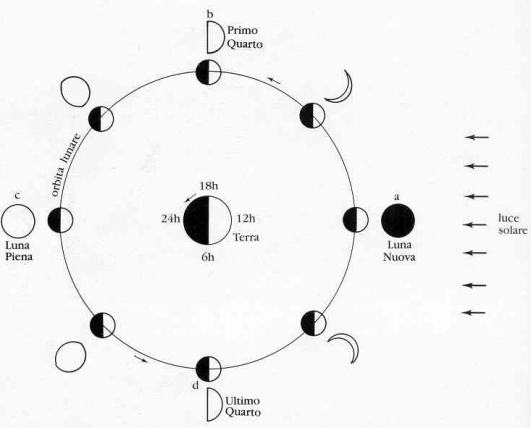 b
Primo
Quarto
orbita lunare
18h
24h
12h
Terra
6h
c
Luna
Piena
a
Luna
Nuova
luce
solare
d
Ultimo
Quarto